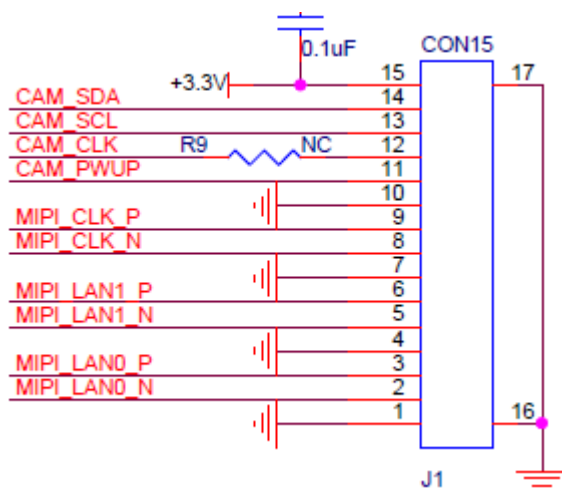 0.1uF CON15
+3.3V 15 17
CAM_SDA 14
CAM_SCL 13
CAM_CLK R9 NC 12
CAM_PWUP 11
10
MIPI_CLK_P 9
MIPI_CLK_N 8
7
MIPI_LAN1_P 6
MIPI_LAN1_N 5
4
MIPI_LAN0_P 3
MIPI_LAN0_N 2
1 16
J1